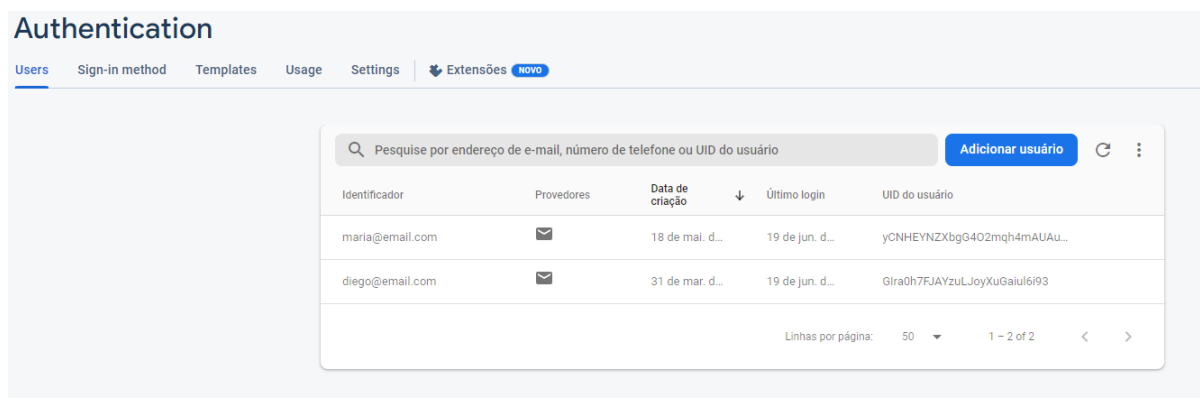 Authentication
Users Sign-in method Templates Usage Settings Extensões NOVO
Pesquise por endereço de e-mail, número de telefone ou UID do usuário Adicionar usuário
Identificador Provedores Data de criação Último login UID do usuário
maria@email.com 18 de mai. d... 19 de jun. d... yCNHEYNZXbgG4O2mqh4mAUAu...
diego@email.com 31 de mar. d... 19 de jun. d... GIra0h7FJAYzuLJoyXuGaiul6i93
Linhas por página: 50 1 – 2 of 2